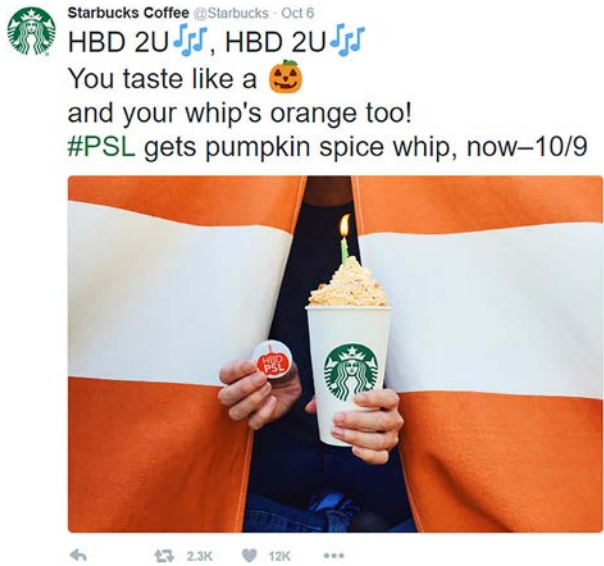 Starbucks Coffee @Starbucks · Oct 6
HBD 2U🎶, HBD 2U🎶
You taste like a 🎃
and your whip's orange too!
#PSL gets pumpkin spice whip, now–10/9
HBD
PSL
2.3K 12K